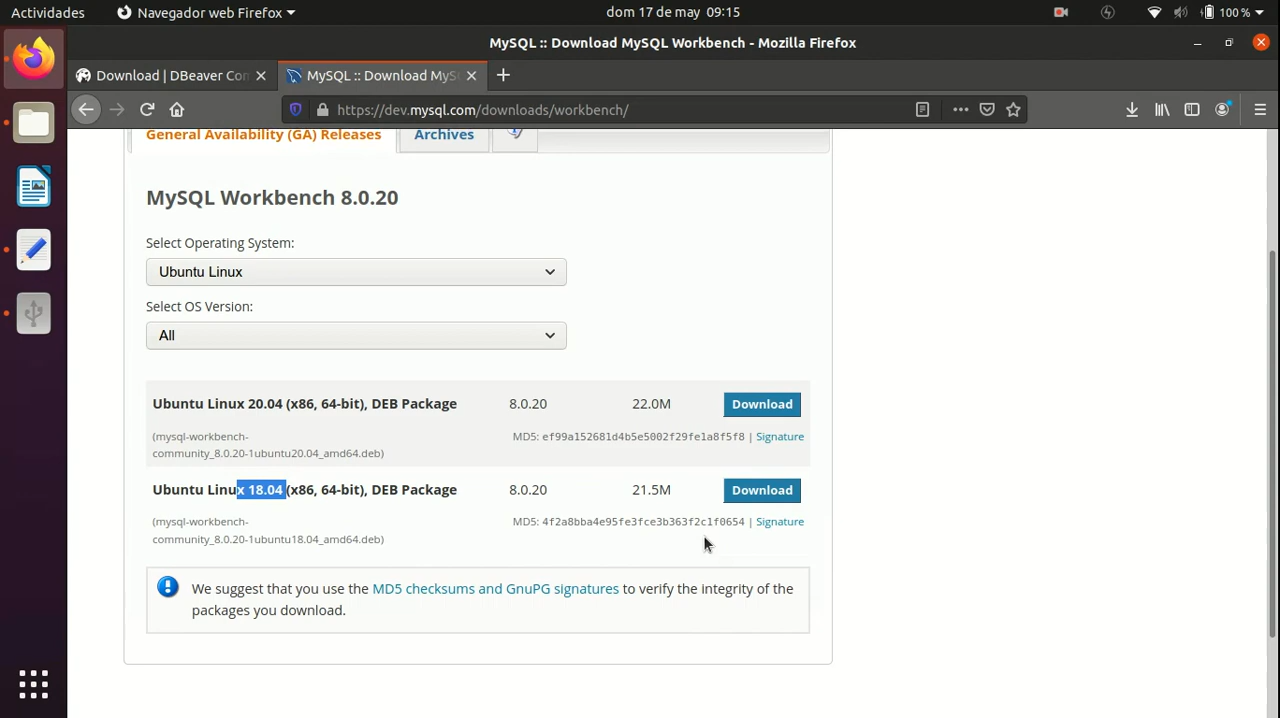 Actividades
Navegador web Firefox
dom 17 de may 09:15
100 %
MySQL :: Download MySQL Workbench - Mozilla Firefox
Download | DBeaver Con
MySQL :: Download MyS
https://dev.mysql.com/downloads/workbench/
General Availability (GA) Releases
Archives
MySQL Workbench 8.0.20
Select Operating System:
Ubuntu Linux
Select OS Version:
All
Ubuntu Linux 20.04 (x86, 64-bit), DEB Package 8.0.20 22.0M Download
(mysql-workbench- MD5: ef99a152681d4b5e5002f29fe1a8f5f8 | Signature
community_8.0.20-1ubuntu20.04_amd64.deb)
Ubuntu Linux 18.04 (x86, 64-bit), DEB Package 8.0.20 21.5M Download
(mysql-workbench- MD5: 4f2a8bba4e95fe3fce3b363f2c1f0654 | Signature
community_8.0.20-1ubuntu18.04_amd64.deb)
We suggest that you use the MD5 checksums and GnuPG signatures to verify the integrity of the
packages you download.